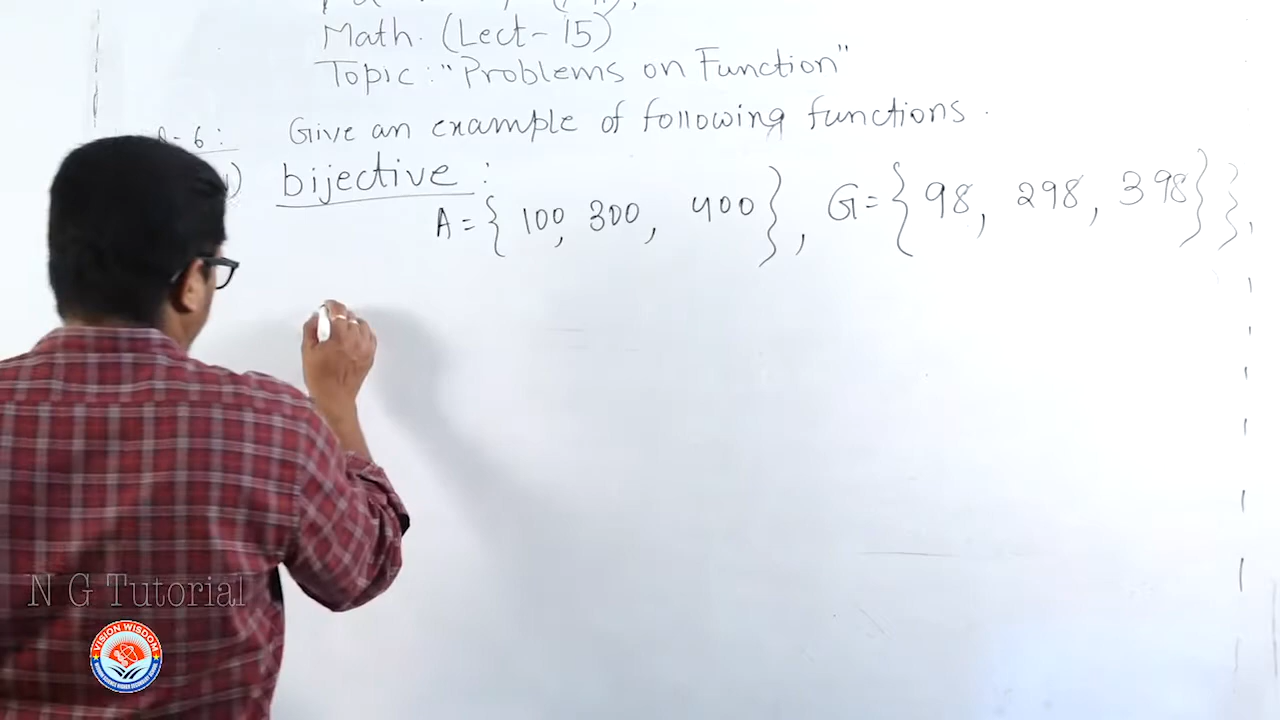 Math. (Lect-15)
Topic: "Problems on Function"
6: Give an example of following functions.
bijective:
A = { 100, 300, 400 }, G = { 98, 298, 398 } },
N G Tutorial
VISION WISDOM